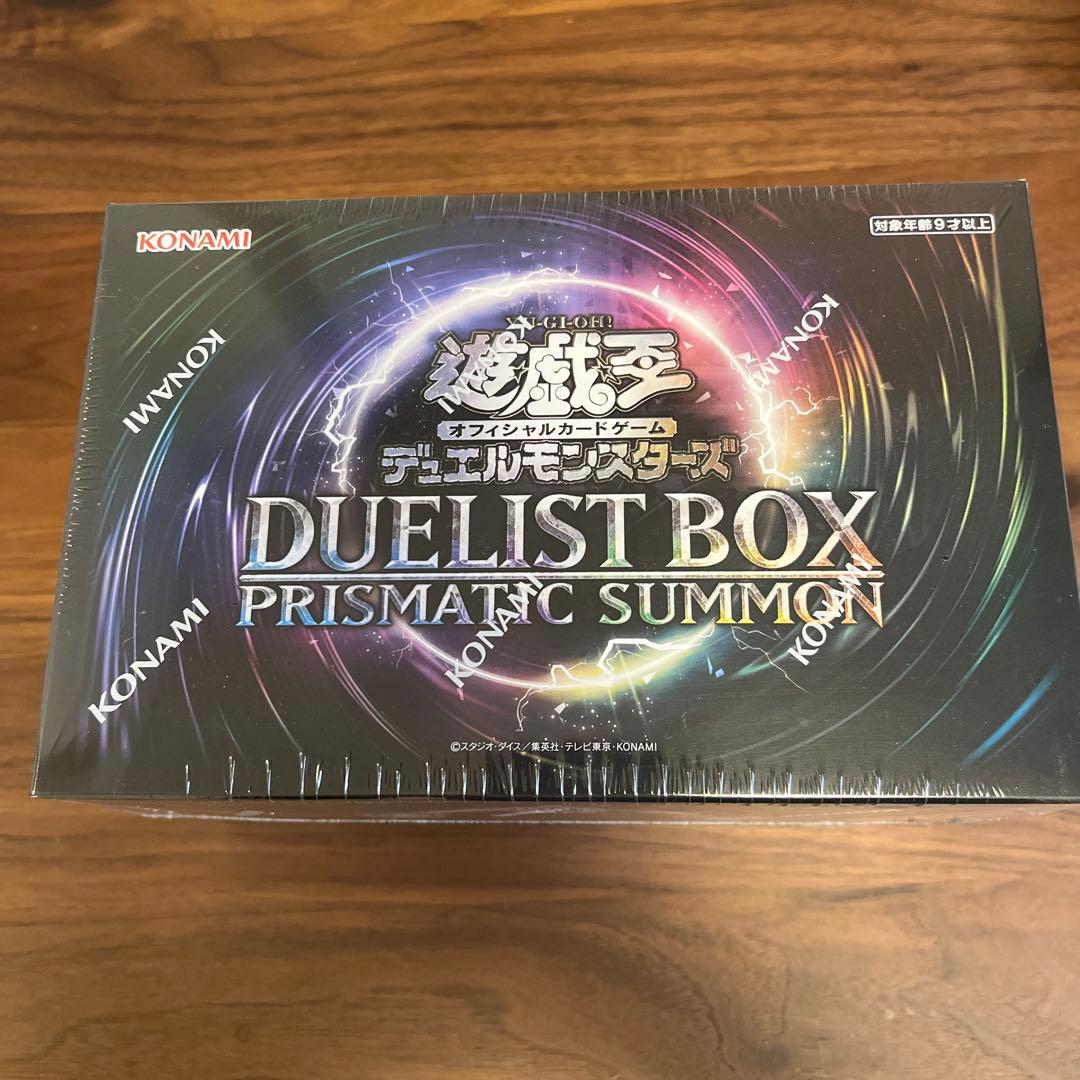 KONAMI
対象年齢9才以上
KONAMI
KONAMI
YU-GI-OH!
遊戯王
オフィシャルカードゲーム
デュエルモンスターズ
DUELIST BOX
PRISMATIC SUMMON
KONAMI
KONAMI
KONAMI
©スタジオ・ダイス/集英社・テレビ東京・KONAMI